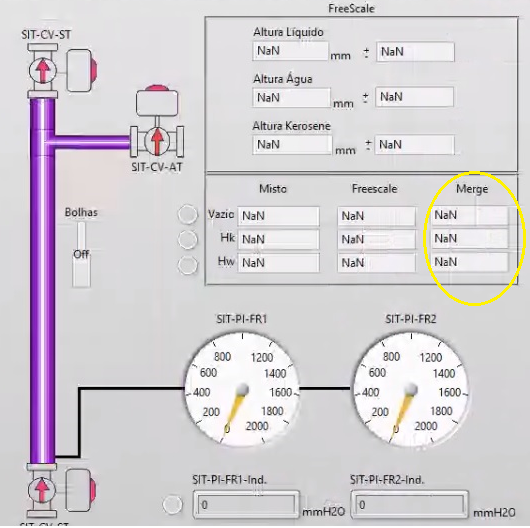 FreeScale
SIT-CV-ST
Altura Líquido
NaN mm ± NaN
Altura Água
NaN mm ± NaN
Altura Kerosene
NaN mm ± NaN
SIT-CV-AT
Misto Freescale Merge
Vazio NaN NaN NaN
Hk NaN NaN NaN
Hw NaN NaN NaN
Bolhas
Off
SIT-PI-FR1 SIT-PI-FR2
0 200 400 600 800 1200 1400 1600 1800 2000
0 200 400 600 800 1200 1400 1600 1800 2000
SIT-PI-FR1-Ind. SIT-PI-FR2-Ind.
0 mmH2O 0 mmH2O
SIT-CV-ST